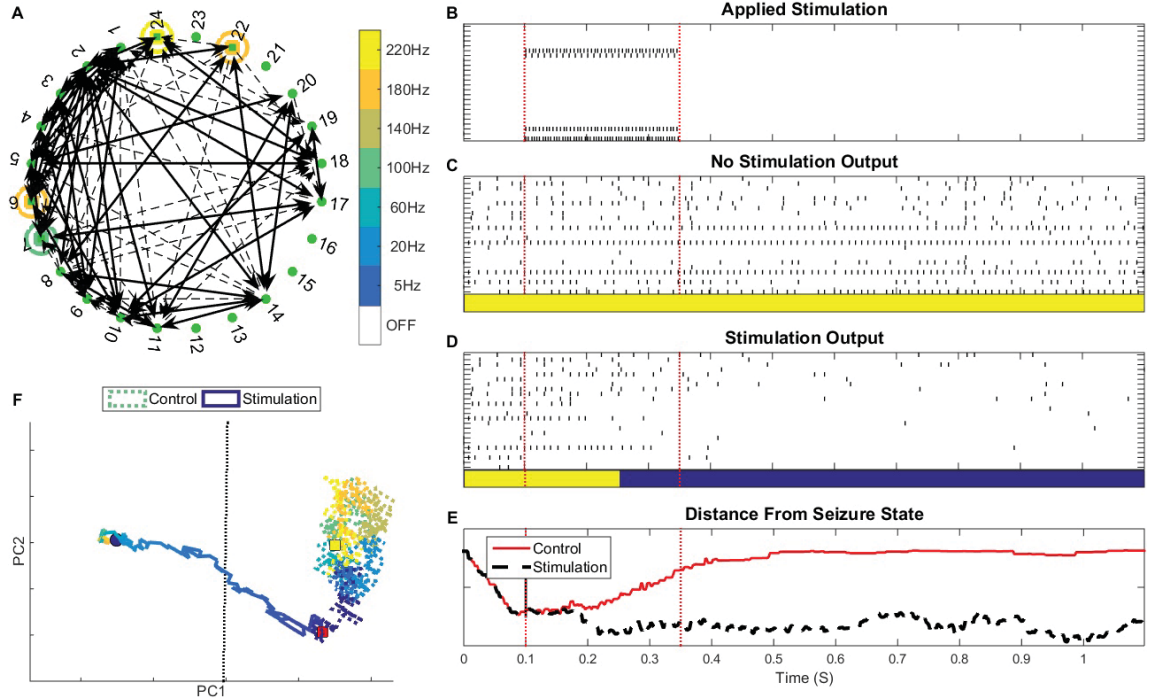 A
24
23
22
21
20
19
18
17
16
15
14
13
12
11
10
9
8
7
6
5
4
3
2
1
220Hz
180Hz
140Hz
100Hz
60Hz
20Hz
5Hz
OFF
B
Applied Stimulation
C
No Stimulation Output
D
Stimulation Output
E
Distance From Seizure State
Control
Stimulation
0
0.1
0.2
0.3
0.4
0.5
0.6
0.7
0.8
0.9
1
Time (S)
F
Control
Stimulation
PC2
PC1